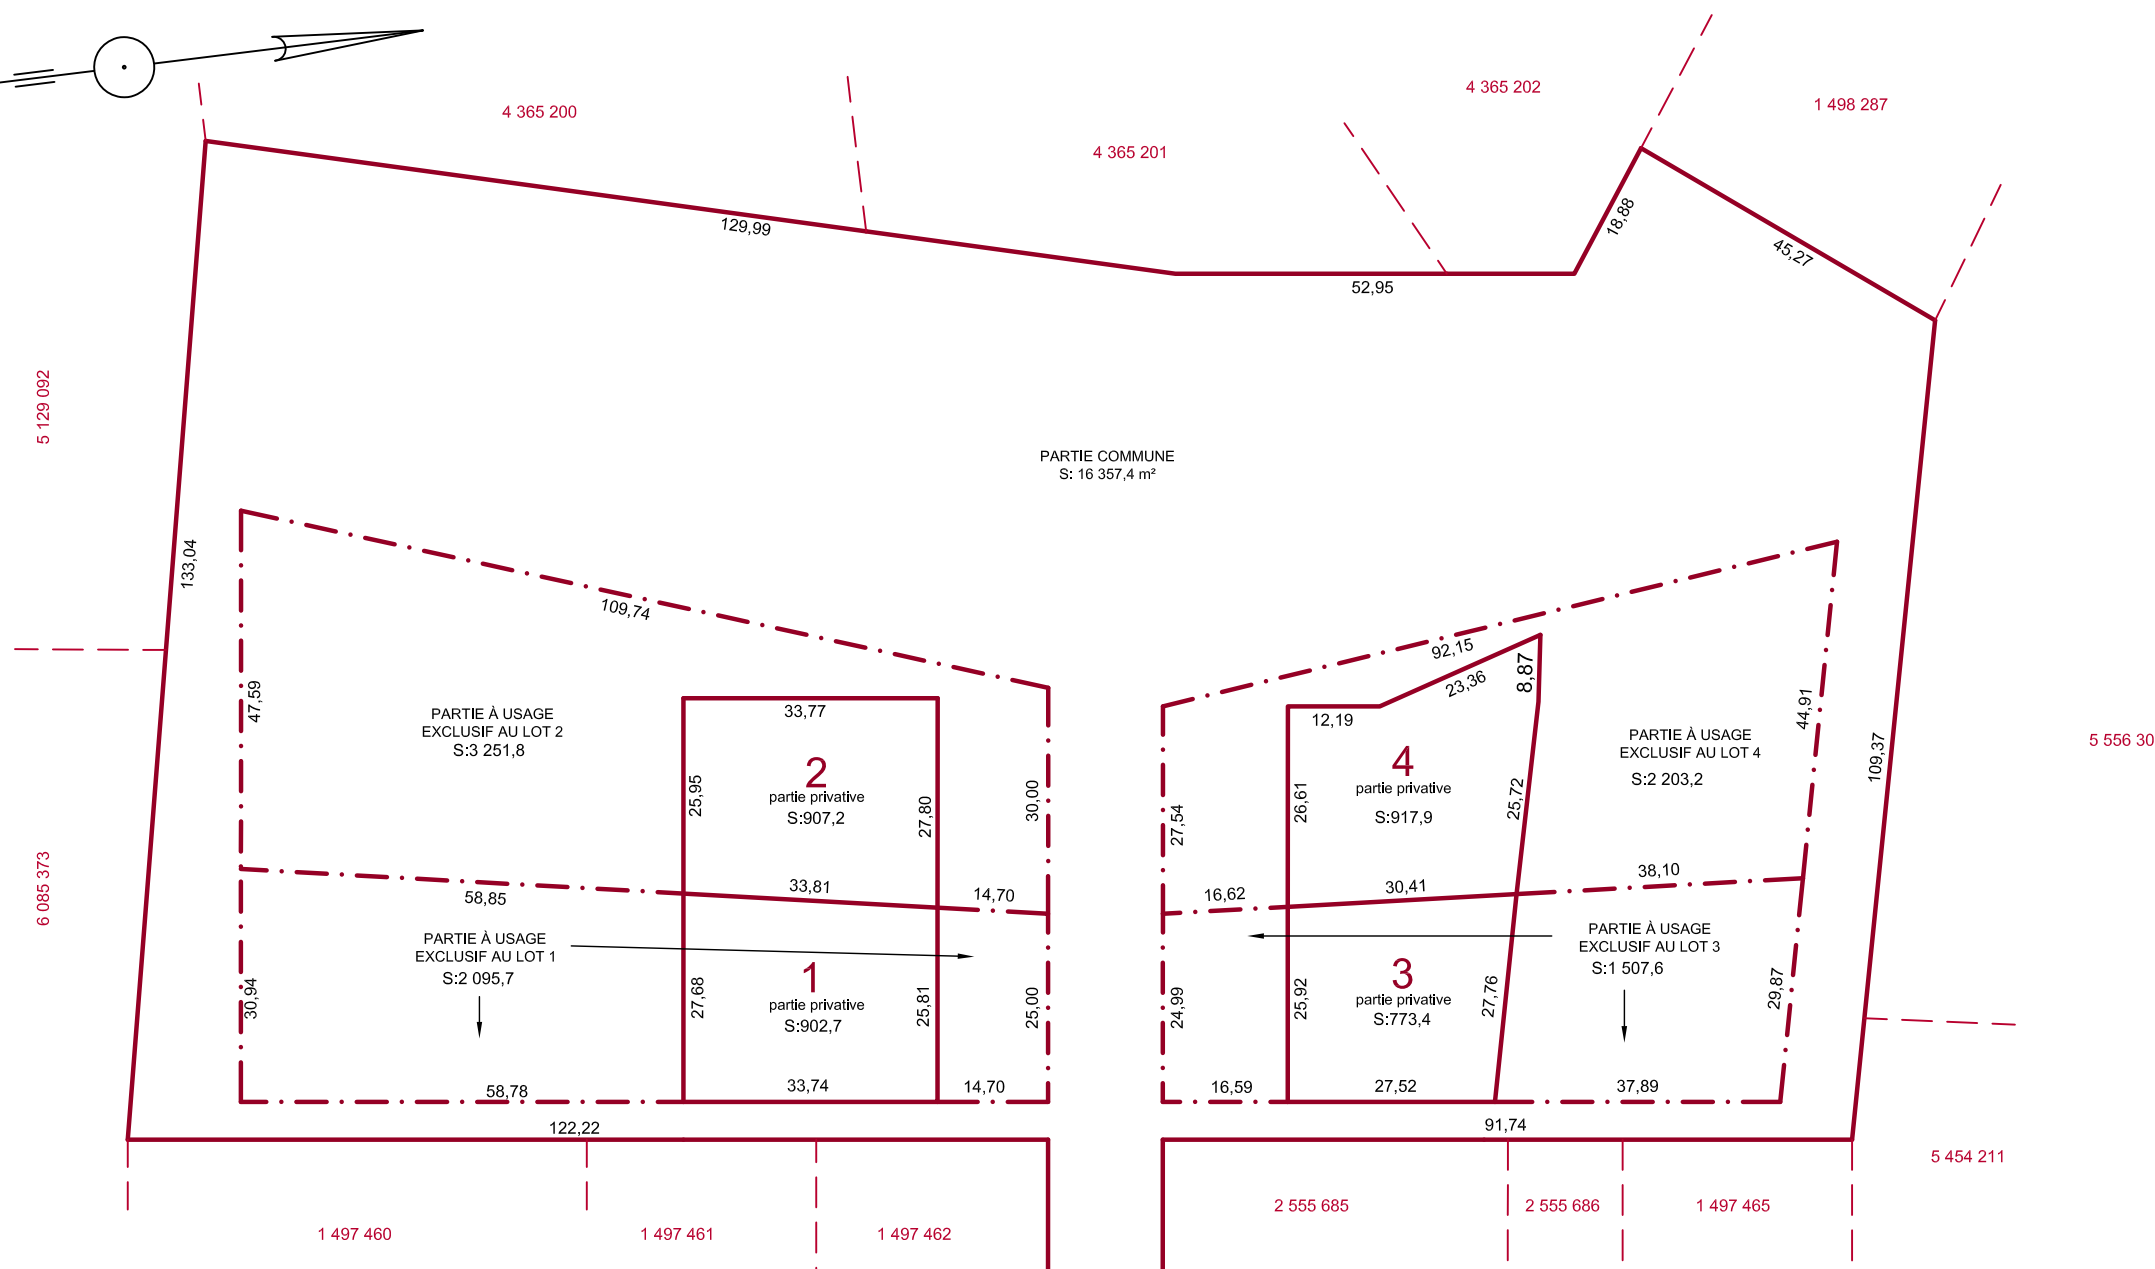 4 365 200
4 365 201
4 365 202
1 498 287
129,99
52,95
18,88
45,27
5 129 092
133,04
PARTIE COMMUNE
S: 16 357,4 m²
109,74
92,15
23,36
8,87
12,19
47,59
PARTIE À USAGE
EXCLUSIF AU LOT 2
S:3 251,8
33,77
2
partie privative
S:907,2
25,95
27,80
30,00
27,54
26,61
4
partie privative
S:917,9
25,72
PARTIE À USAGE
EXCLUSIF AU LOT 4
S:2 203,2
44,91
109,37
5 556 30
6 085 373
58,85
33,81
14,70
16,62
30,41
38,10
PARTIE À USAGE
EXCLUSIF AU LOT 1
S:2 095,7
30,94
27,68
1
partie privative
S:902,7
25,81
25,00
24,99
25,92
3
partie privative
S:773,4
27,76
PARTIE À USAGE
EXCLUSIF AU LOT 3
S:1 507,6
29,87
58,78
33,74
14,70
16,59
27,52
37,89
122,22
91,74
5 454 211
1 497 460
1 497 461
1 497 462
2 555 685
2 555 686
1 497 465